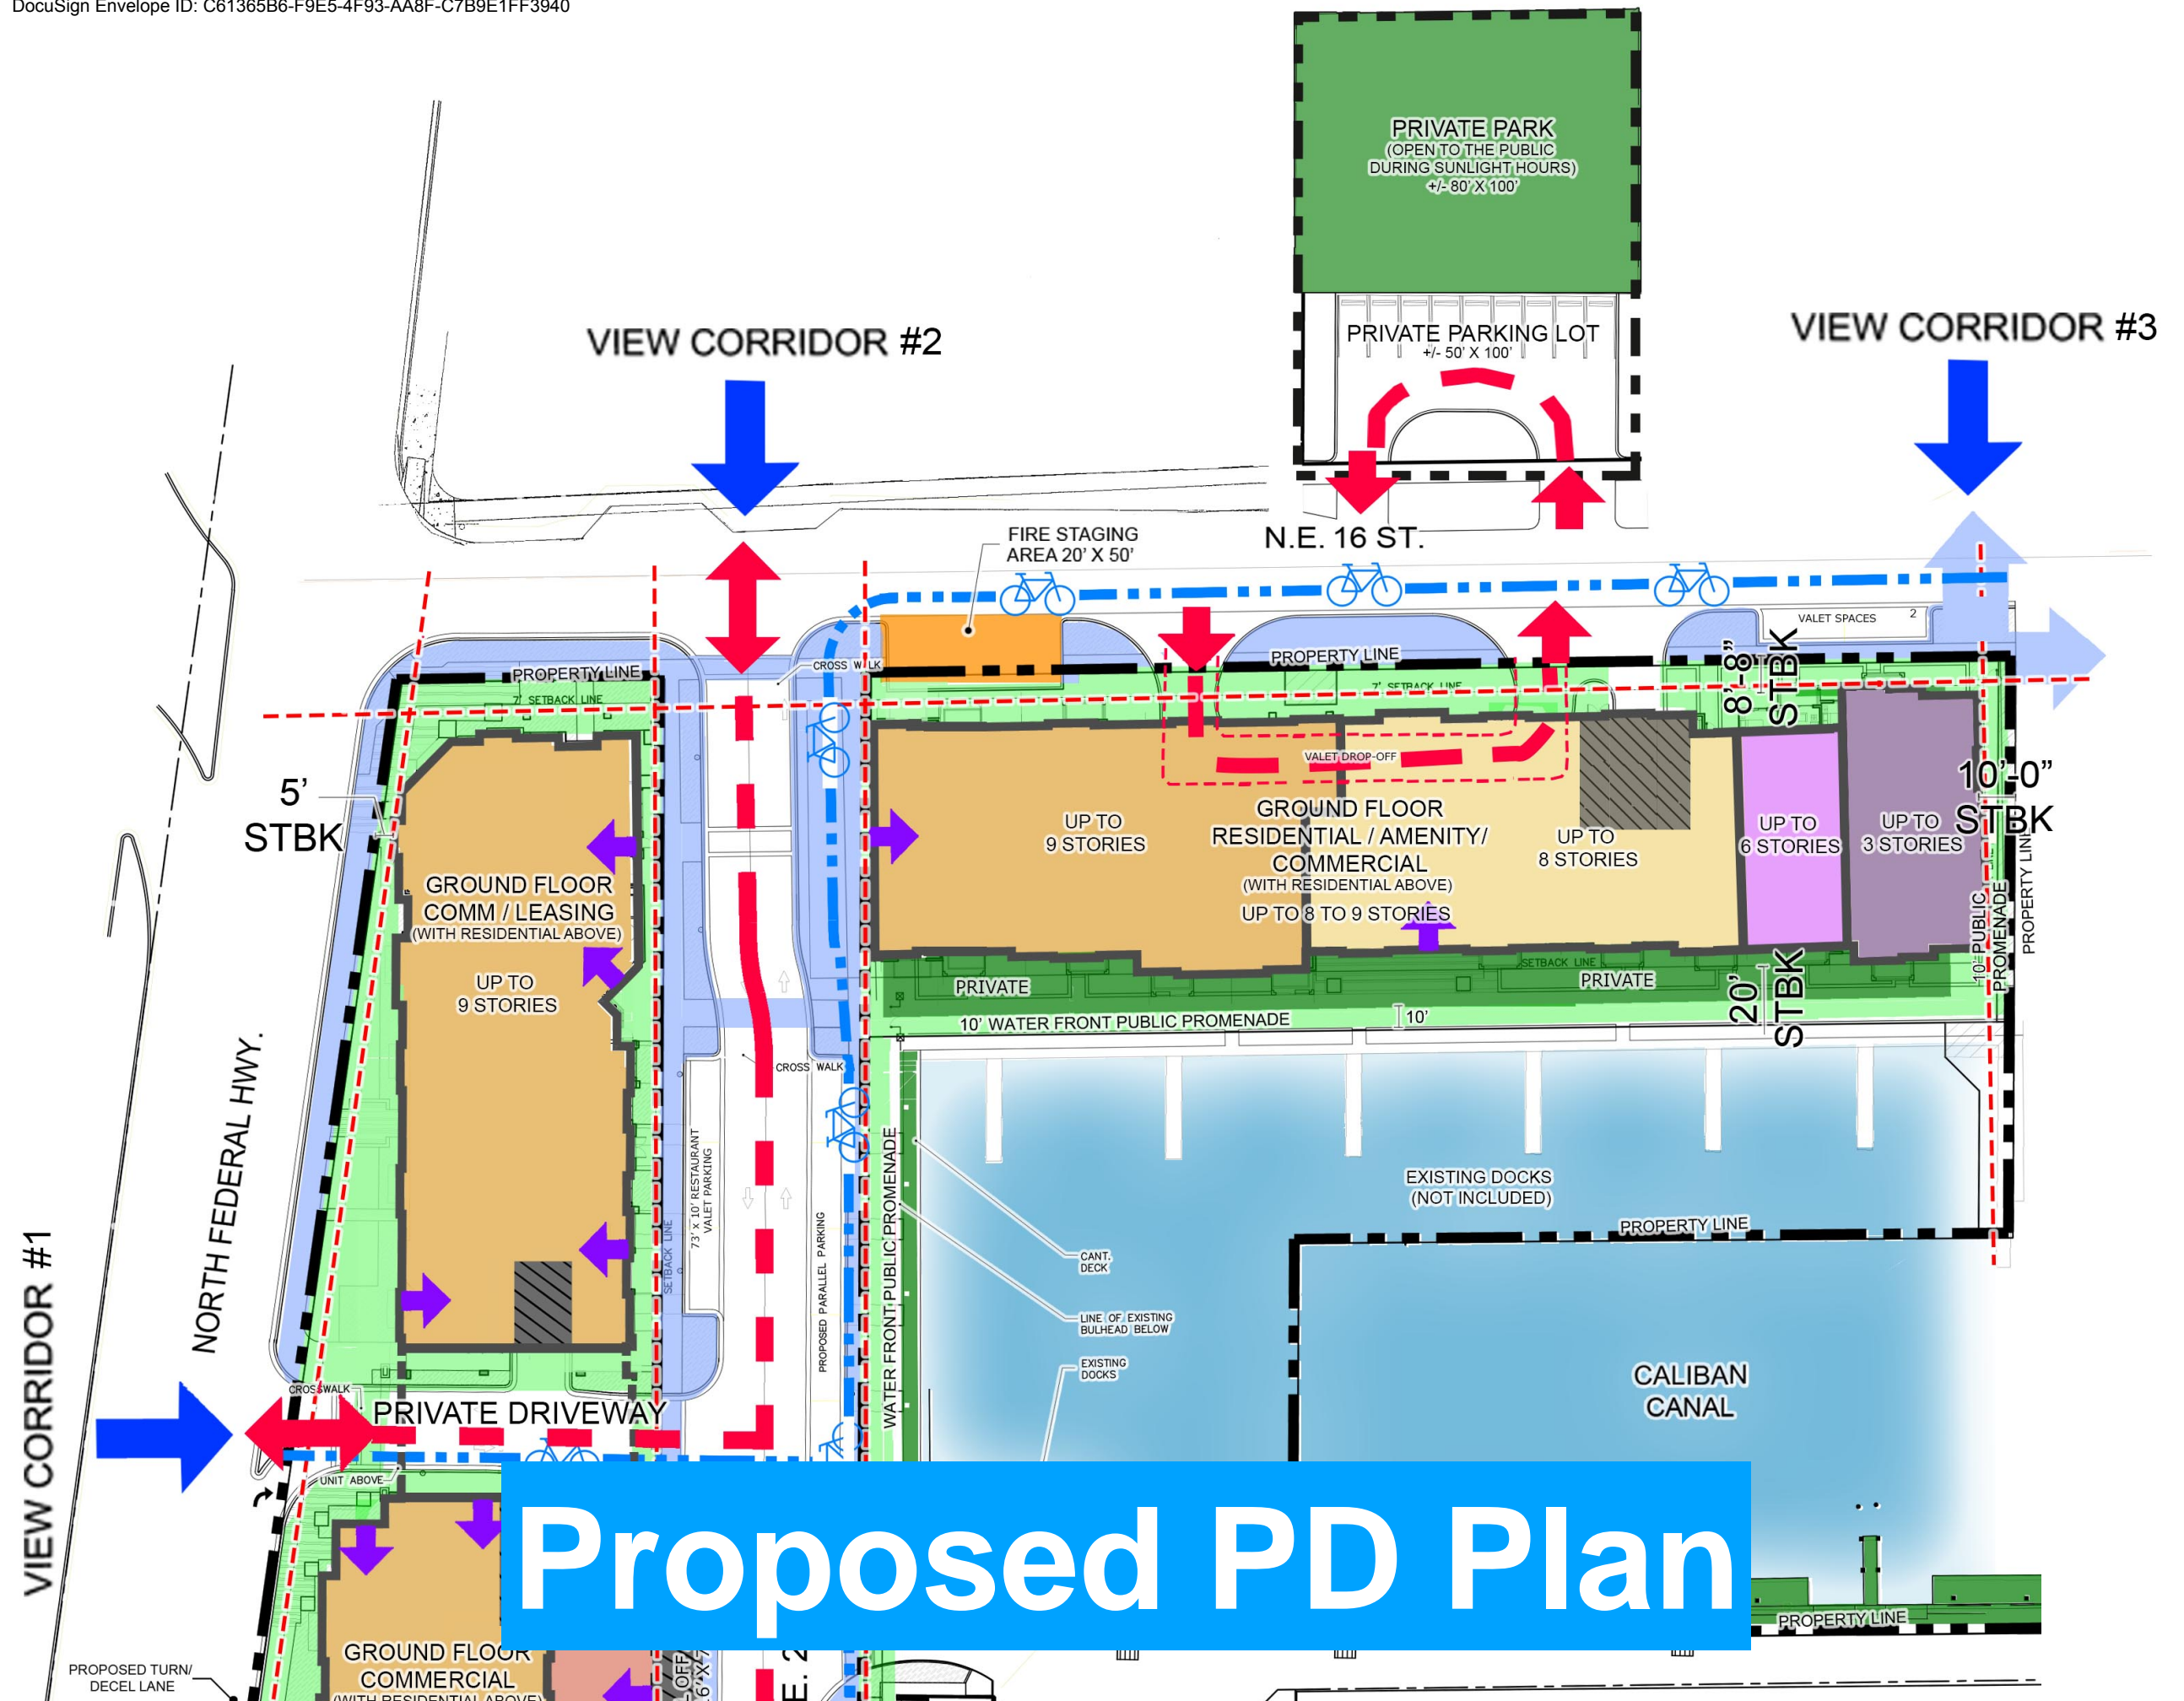 DocuSign Envelope ID: C61365B6-F9E5-4F93-AA8F-C7B9E1FF3940
PRIVATE PARK
(OPEN TO THE PUBLIC
DURING SUNLIGHT HOURS)
+/- 80' X 100'
PRIVATE PARKING LOT
+/- 50' X 100'
VIEW CORRIDOR #2
VIEW CORRIDOR #3
FIRE STAGING
AREA 20' X 50'
N.E. 16 ST.
VALET SPACES 2
CROSS WALK
PROPERTY LINE
7' SETBACK LINE
PROPERTY LINE
7' SETBACK LINE
8'-8"
STBK
5'
STBK
VALET DROP-OFF
10'-0"
STBK
UP TO
9 STORIES
GROUND FLOOR
RESIDENTIAL / AMENITY/
COMMERCIAL
(WITH RESIDENTIAL ABOVE)
UP TO 8 TO 9 STORIES
UP TO
8 STORIES
UP TO
6 STORIES
UP TO
3 STORIES
PROPERTY LINE
10' PUBLIC
PROMENADE
GROUND FLOOR
COMM / LEASING
(WITH RESIDENTIAL ABOVE)
UP TO
9 STORIES
SETBACK LINE
PRIVATE
PRIVATE
20'
STBK
10' WATER FRONT PUBLIC PROMENADE
10'
CROSS WALK
NORTH FEDERAL HWY.
73' x 10' RESTAURANT
VALET PARKING
SETBACK LINE
PROPOSED PARALLEL PARKING
WATER FRONT PUBLIC PROMENADE
EXISTING DOCKS
(NOT INCLUDED)
PROPERTY LINE
CANT.
DECK
LINE OF EXISTING
BULHEAD BELOW
EXISTING
DOCKS
CALIBAN
CANAL
VIEW CORRIDOR #1
CROSSWALK
PRIVATE DRIVEWAY
UNIT ABOVE
Proposed PD Plan
PROPERTY LINE
GROUND FLOOR
COMMERCIAL
(WITH RESIDENTIAL ABOVE)
PROPOSED TURN/
DECEL LANE